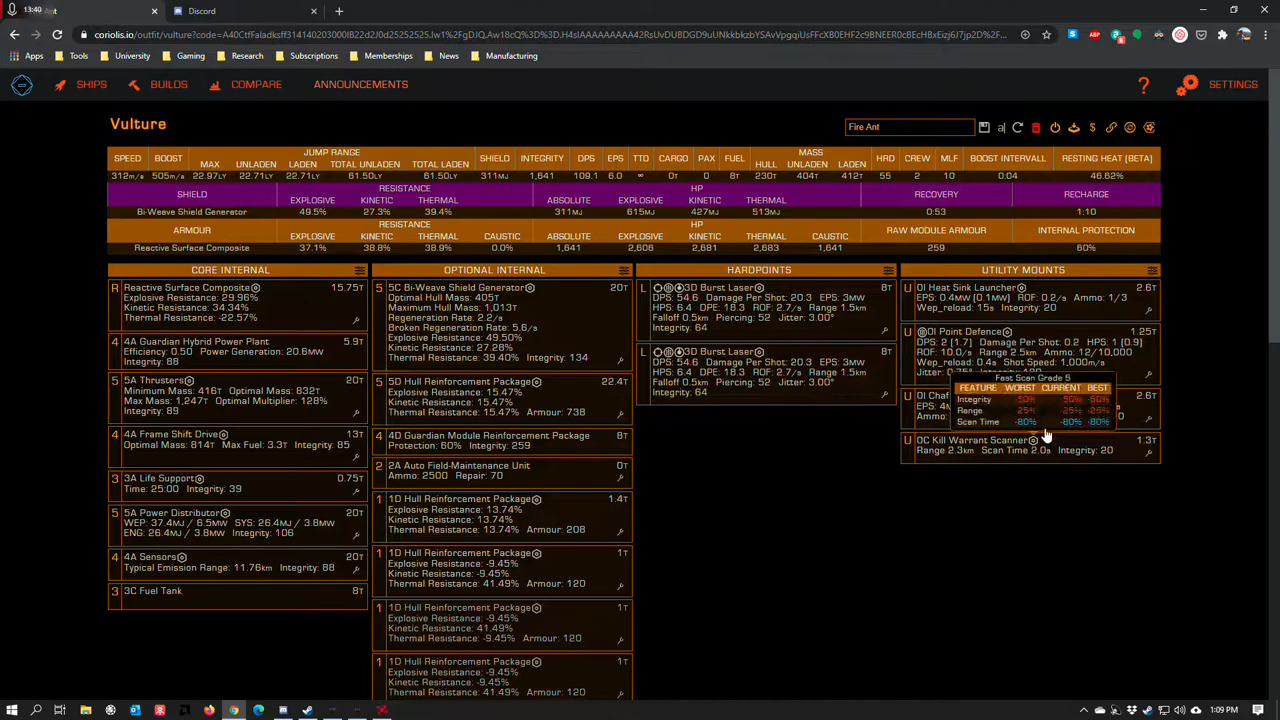 13:40
Ant
Discord
coriolis.io/outfit/vulture?code=
Apps
Tools
University
Gaming
Research
Subscriptions
Memberships
News
Manufacturing
SHIPS
BUILDS
COMPARE
ANNOUNCEMENTS
?
SETTINGS
Vulture
Fire Ant
SPEED BOOST JUMP RANGE SHIELD INTEGRITY DPS EPS TTD CARGO PAX FUEL MASS HRD CREW MLF BOOST INTERVALL RESTING HEAT (BETA)
MAX UNLADEN LADEN TOTAL UNLADEN TOTAL LADEN HULL UNLADEN LADEN
312m/s 505m/s 22.97LY 22.71LY 22.71LY 61.50LY 61.50LY 311MJ 1,641 109.1 6.0 ∞ 0T 0 8T 230T 404T 412T 55 2 10 0:04 46.62%
SHIELD RESISTANCE HP RECOVERY RECHARGE
EXPLOSIVE KINETIC THERMAL ABSOLUTE EXPLOSIVE KINETIC THERMAL
Bi-Weave Shield Generator 49.5% 27.3% 39.4% 311MJ 615MJ 427MJ 513MJ 0:53 1:10
ARMOUR RESISTANCE HP RAW MODULE ARMOUR INTERNAL PROTECTION
EXPLOSIVE KINETIC THERMAL CAUSTIC ABSOLUTE EXPLOSIVE KINETIC THERMAL
Reactive Surface Composite 37.1% 38.8% 38.9% 0.0% 1,641 2,606 2,681 2,683 1,641 259 60%
CORE INTERNAL
R Reactive Surface Composite 15.75T
Explosive Resistance: 29.96%
Kinetic Resistance: 34.34%
Thermal Resistance: -22.57%
4 4A Guardian Hybrid Power Plant 5.9T
Efficiency: 0.50 Power Generation: 20.6MW
Integrity: 88
5 5A Thrusters 20T
Minimum Mass: 416T Optimal Mass: 832T
Max Mass: 1,247T Optimal Multiplier: 128%
Integrity: 89
4 4A Frame Shift Drive 13T
Optimal Mass: 814T Max Fuel: 3.3T Integrity: 85
3 3A Life Support 0.75T
Time: 25:00 Integrity: 39
5 5A Power Distributor 20T
WEP: 37.4MJ / 6.5MW SYS: 26.4MJ / 3.8MW
ENG: 26.4MJ / 3.8MW Integrity: 106
4 4A Sensors 20T
Typical Emission Range: 11.76km Integrity: 88
3 3C Fuel Tank 8T
OPTIONAL INTERNAL
5 5C Bi-Weave Shield Generator 20T
Optimal Hull Mass: 405T
Maximum Hull Mass: 1,013T
Regeneration Rate: 2.2/s
Broken Regeneration Rate: 5.6/s
Explosive Resistance: 49.50%
Kinetic Resistance: 27.28%
Thermal Resistance: 39.40% Integrity: 134
5 5D Hull Reinforcement Package 22.4T
Explosive Resistance: 15.47%
Kinetic Resistance: 15.47%
Thermal Resistance: 15.47% Armour: 738
4 4D Guardian Module Reinforcement Package 8T
Protection: 60% Integrity: 259
2 2A Auto Field-Maintenance Unit 0T
Ammo: 2500 Repair: 70
1 1D Hull Reinforcement Package 1.4T
Explosive Resistance: 13.74%
Kinetic Resistance: 13.74%
Thermal Resistance: 13.74% Armour: 208
1 1D Hull Reinforcement Package 1T
Explosive Resistance: -9.45%
Kinetic Resistance: -9.45%
Thermal Resistance: 41.49% Armour: 120
1 1D Hull Reinforcement Package 1T
Explosive Resistance: -9.45%
Kinetic Resistance: 41.49%
Thermal Resistance: -9.45% Armour: 120
1 1D Hull Reinforcement Package 1T
Explosive Resistance: -9.45%
Kinetic Resistance: -9.45%
Thermal Resistance: 41.49% Armour: 120
HARDPOINTS
L 3D Burst Laser 8T
DPS: 54.6 Damage Per Shot: 20.3 EPS: 3MW
HPS: 6.4 DPE: 18.3 ROF: 2.7/s Range 1.5km
Falloff 0.5km Piercing: 52 Jitter: 3.00°
Integrity: 64
L 3D Burst Laser 8T
DPS: 54.6 Damage Per Shot: 20.3 EPS: 3MW
HPS: 6.4 DPE: 18.3 ROF: 2.7/s Range 1.5km
Falloff 0.5km Piercing: 52 Jitter: 3.00°
Integrity: 64
UTILITY MOUNTS
U 0I Heat Sink Launcher 2.6T
EPS: 0.4MW [0.1MW] ROF: 0.2/s Ammo: 1/3
Wep_reload: 15s Integrity: 20
U 0I Point Defence 1.25T
DPS: 2 [1.7] Damage Per Shot: 0.2 HPS: 1 [0.9]
ROF: 10.0/s Range 2.5km Ammo: 12/10,000
Wep_reload: 0.4s Shot Speed: 1,000m/s
Fast Scan Grade 5
FEATURE WORST CURRENT BEST
Integrity -50% -50% -50%
Range -25% -25% -25%
Scan Time -80% -80% -80%
U 0I Chaf 2.6T
U 0C Kill Warrant Scanner 1.3T
Range 2.3km Scan Time 2.0s Integrity: 20
1:09 PM